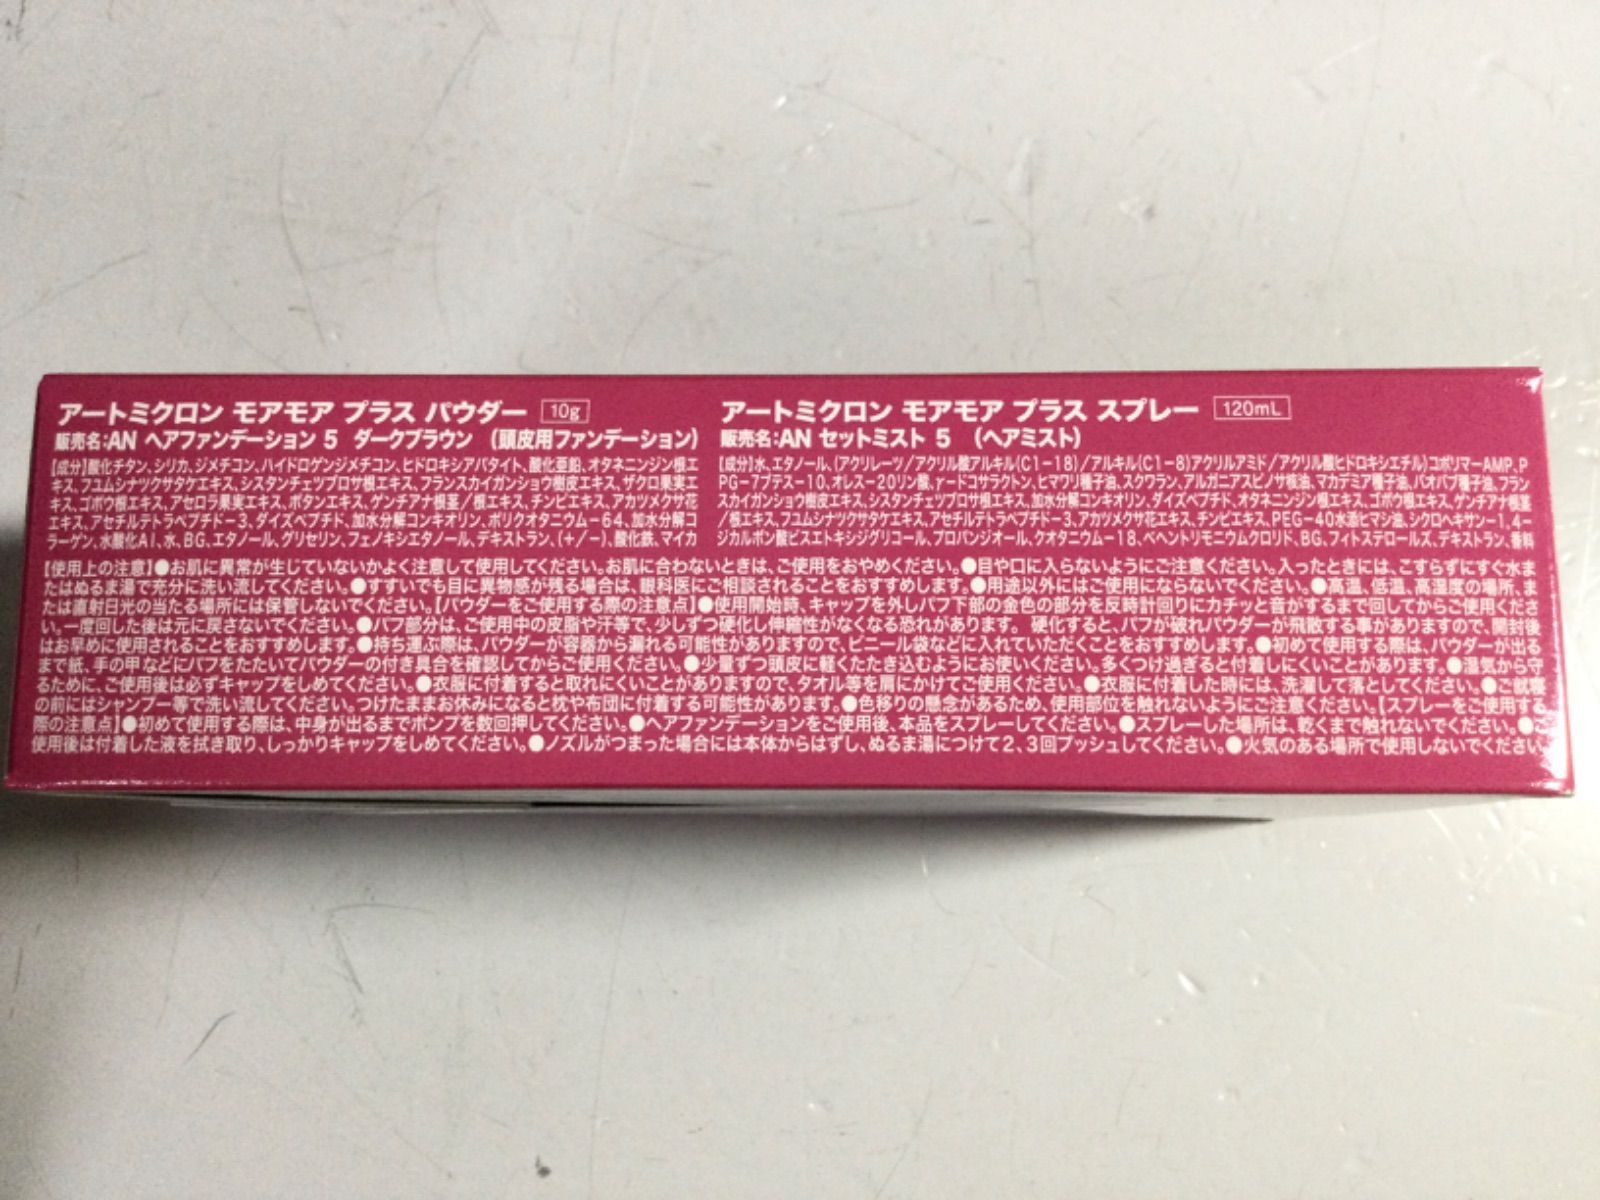 アートミクロン モアモア プラス パウダー 10g
販売名:AN ヘアファンデーション 5 ダークブラウン (頭皮用ファンデーション)
【成分】酸化チタン、シリカ、ジメチコン、ハイドロゲンジメチコン、ヒドロキシアパタイト、酸化亜鉛、オタネニンジン根エ
キス、フユムシナツクサタケエキス、シスタンチェツブロサ根エキス、フランスカイガンショウ樹皮エキス、ザクロ果実エ
キス、ゴボウ根エキス、アセロラ果実エキス、ボタンエキス、ゲンチアナ根茎/根エキス、チンピエキス、アカツメクサ花
エキス、アセチルテトラペプチド-3、ダイズペプチド、加水分解コンキオリン、ポリクオタニウム-64、加水分解コ
ラーゲン、水酸化Al、水、BG、エタノール、グリセリン、フェノキシエタノール、デキストラン、(+/-)、酸化鉄、マイカ
アートミクロン モアモア プラス スプレー 120mL
販売名:AN セットミスト 5 (ヘアミスト)
【成分】水、エタノール、(アクリレーツ/アクリル酸アルキル(C1-18)/アルキル(C1-8)アクリルアミド/アクリル酸ヒドロキシエチル)コポリマーAMP、P
PG-7ブテス-10、オレス-20リン酸、γ-ドコサラクトン、ヒマワリ種子油、スクワラン、アルガニアスピノサ核油、マカデミア種子油、バオバブ種子油、フラン
スカイガンショウ樹皮エキス、シスタンチェツブロサ根エキス、加水分解コンキオリン、ダイズペプチド、オタネニンジン根エキス、ゴボウ根エキス、ゲンチアナ根茎
/根エキス、フユムシナツクサタケエキス、アセチルテトラペプチド-3、アカツメクサ花エキス、チンピエキス、PEG-40水添ヒマシ油、シクロヘキサン-1,4-
ジカルボン酸ビスエトキシジグリコール、プロパンジオール、クオタニウム-18、ベヘントリモニウムクロリド、BG、フィトステロールズ、デキストラン、香料
【使用上の注意】●お肌に異常が生じていないかよく注意して使用してください。お肌に合わないときは、ご使用をおやめください。●目や口に入らないようにご注意ください。入ったときには、こすらずにすぐ水ま
たはぬるま湯で充分に洗い流してください。●すすいでも目に異物感が残る場合は、眼科医にご相談されることをおすすめします。●用途以外にはご使用にならないでください。●高温、低温、高湿度の場所、ま
たは直射日光の当たる場所には保管しないでください。【パウダーをご使用する際の注意点】●使用開始時、キャップを外しパフ下部の金色の部分を反時計回りにカチッと音がするまで回してからご使用くださ
い。一度回した後は元に戻さないでください。●パフ部分は、ご使用中の皮脂や汗等で、少しずつ硬化し伸縮性がなくなる恐れがあります。 硬化すると、パフが破れパウダーが飛散する事がありますので、開封後
はお早めに使用されることをおすすめします。●持ち運ぶ際は、パウダーが容器から漏れる可能性がありますので、ビニール袋などに入れていただくことをおすすめします。●初めて使用する際は、パウダーが出る
まで紙、手の甲などにパフをたたいてパウダーの付き具合を確認してからご使用ください。●少量ずつ頭皮に軽くたたき込むようにお使いください。多くつけ過ぎると付着しにくいことがあります。●湿気から守
るために、ご使用後は必ずキャップをしめてください。●衣服に付着すると取れにくいことがありますので、タオル等を肩にかけてご使用ください。●衣服に付着した時には、洗濯して落としてください。●ご就寝
の前にはシャンプー等で洗い流してください。つけたままお休みになると枕や布団に付着する可能性があります。●色移りの懸念があるため、使用部位を触れないようにご注意ください。【スプレーをご使用する
際の注意点】●初めて使用する際は、中身が出るまでポンプを数回押してください。●ヘアファンデーションをご使用後、本品をスプレーしてください。●スプレーした場所は、乾くまで触れないでください。●ご
使用後は付着した液を拭き取り、しっかりキャップをしめてください。●ノズルがつまった場合には本体からはずし、ぬるま湯につけて2、3回プッシュしてください。●火気のある場所で使用しないでください。